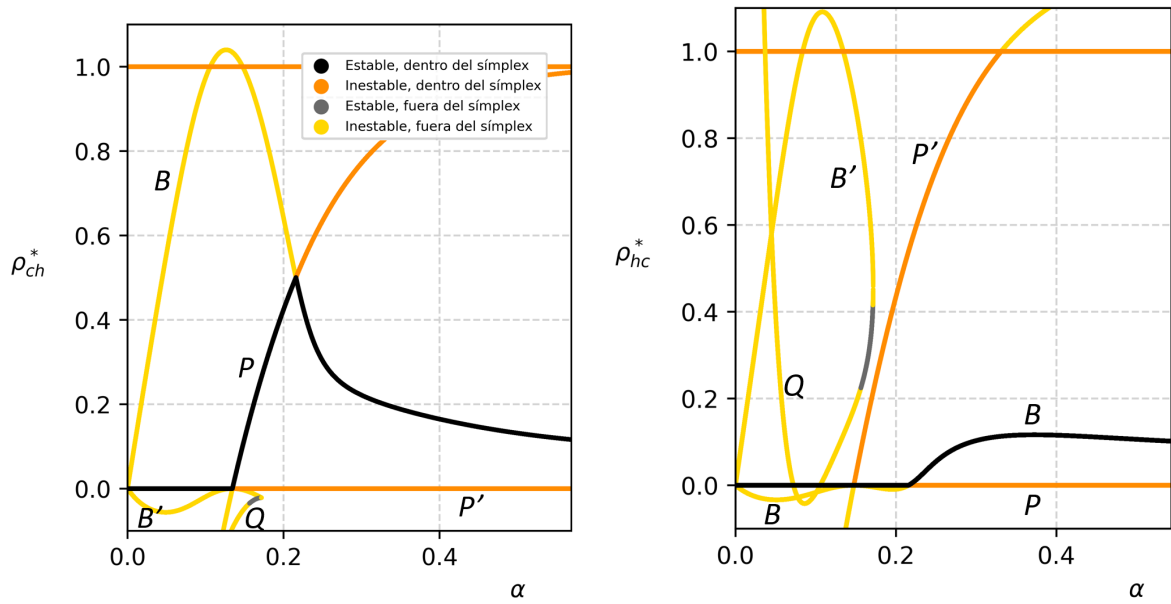 1.0
0.8
0.6
0.4
0.2
0.0
ρ*ch
0.0
0.2
0.4
α
Estable, dentro del símplex
Inestable, dentro del símplex
Estable, fuera del símplex
Inestable, fuera del símplex
B
P
B’
Q
P’
1.0
0.8
0.6
0.4
0.2
0.0
ρ*hc
0.0
0.2
0.4
α
P’
B’
Q
B
B
P